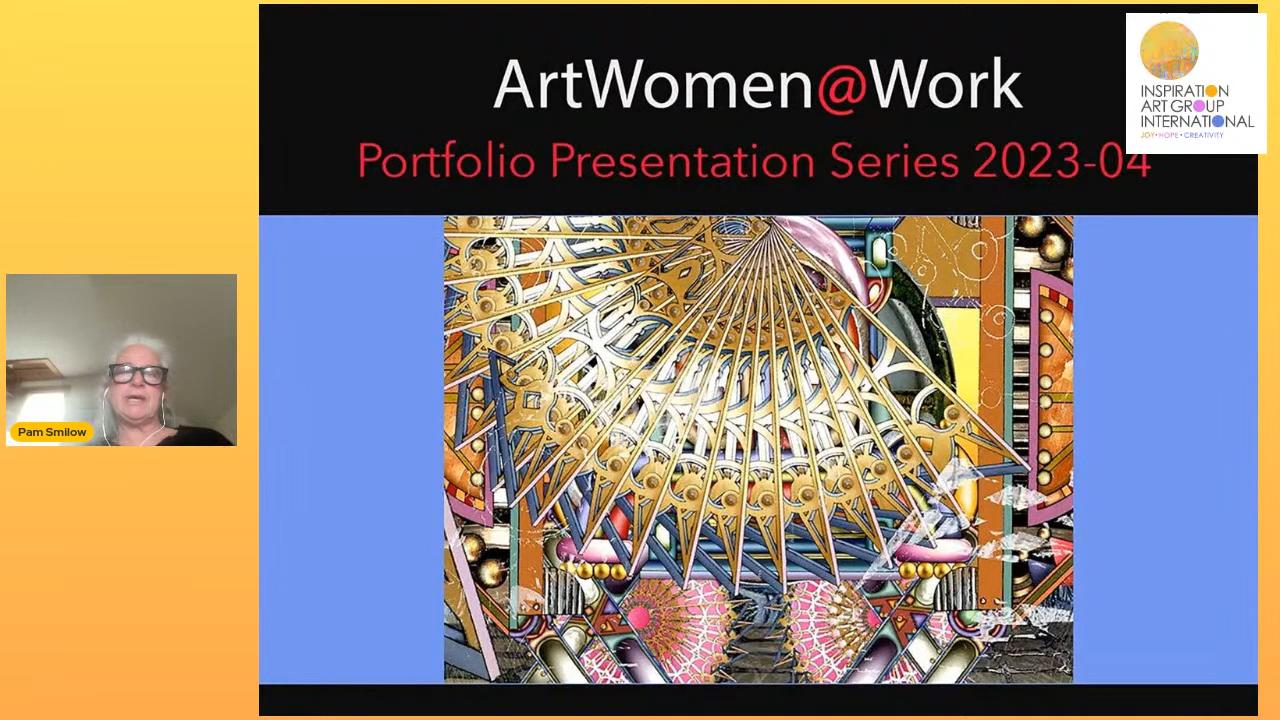 ArtWomen@Work
Portfolio Presentation Series 2023-04
INSPIRATION
ART GROUP
INTERNATIONAL
JOY•HOPE•CREATIVITY
Pam Smilow